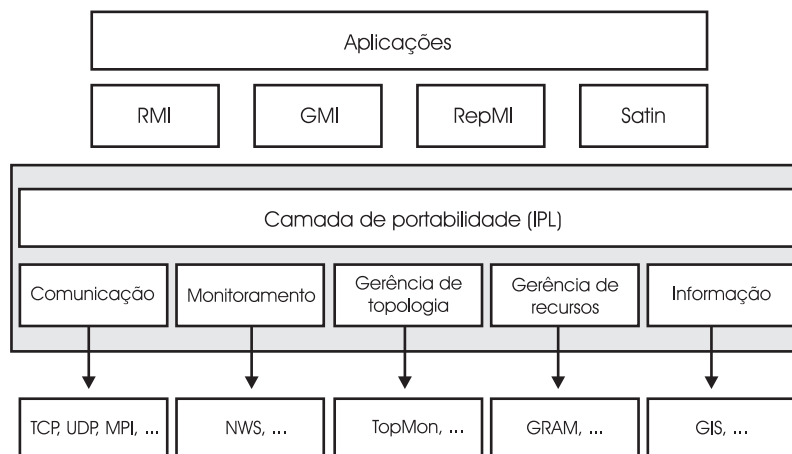 Aplicações
RMI
GMI
RepMI
Satin
Camada de portabilidade (IPL)
Comunicação
Monitoramento
Gerência de
topologia
Gerência de
recursos
Informação
TCP, UDP, MPI, ...
NWS, ...
TopMon, ...
GRAM, ...
GIS, ...